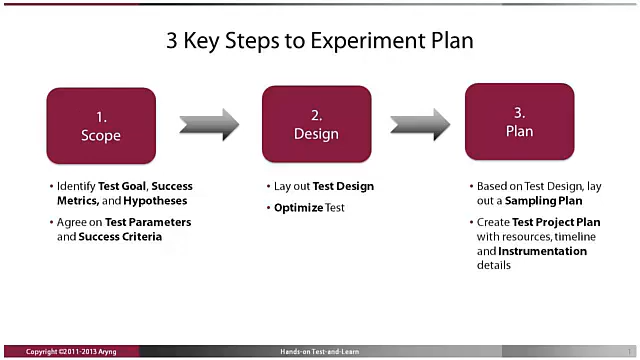 3 Key Steps to Experiment Plan
1.
Scope
2.
Design
3.
Plan
• Identify Test Goal, Success
Metrics, and Hypotheses
• Agree on Test Parameters
and Success Criteria
• Lay out Test Design
• Optimize Test
• Based on Test Design, lay
out a Sampling Plan
• Create Test Project Plan
with resources, timeline
and Instrumentation
details
Copyright ©2011-2013 Aryng
Hands-on Test-and-Learn